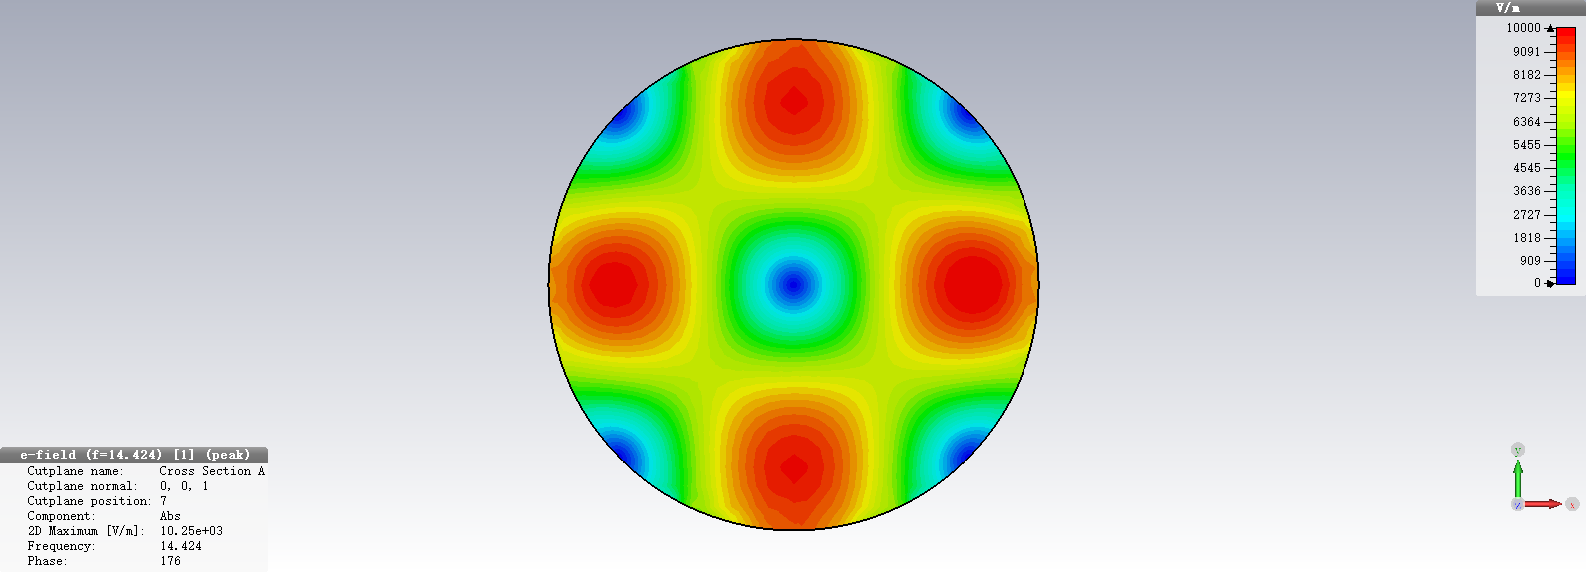 V/m
10000
9091
8182
7273
6364
5455
4545
3636
2727
1818
909
0
e-field (f=14.424) [1] (peak)
Cutplane name: Cross Section A
Cutplane normal: 0, 0, 1
Cutplane position: 7
Component: Abs
2D Maximum [V/m]: 10.25e+03
Frequency: 14.424
Phase: 176
Y
Z
X